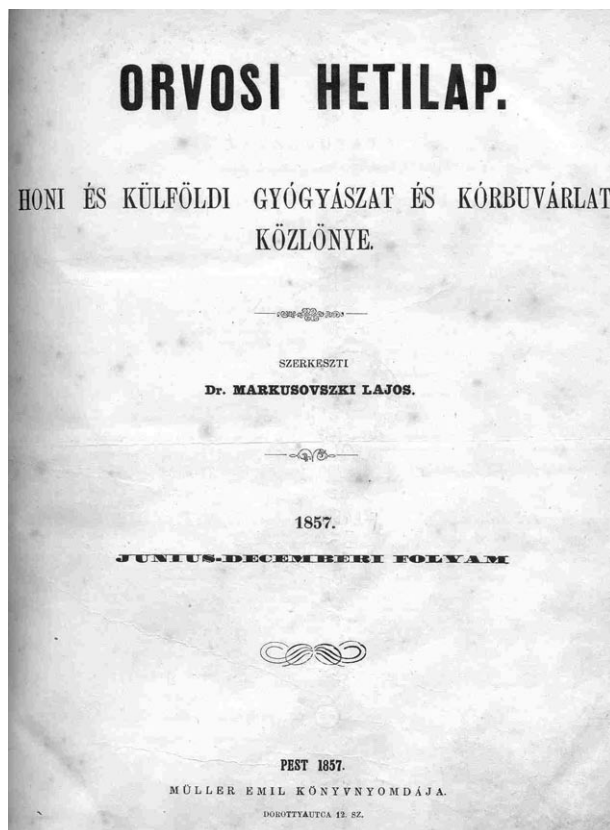 ORVOSI HETILAP.
HONI ÉS KÜLFÖLDI GYÓGYÁSZAT ÉS KÓRBUVÁRLAT
KÖZLÖNYE.
SZERKESZTI
Dr. MARKUSOVSZKI LAJOS.
1857.
JUNIUS-DECEMBERI FOLYAM
PEST 1857.
MÜLLER EMIL KÖNYVNYOMDÁJA.
DOROTTYAUTCA 12. SZ.